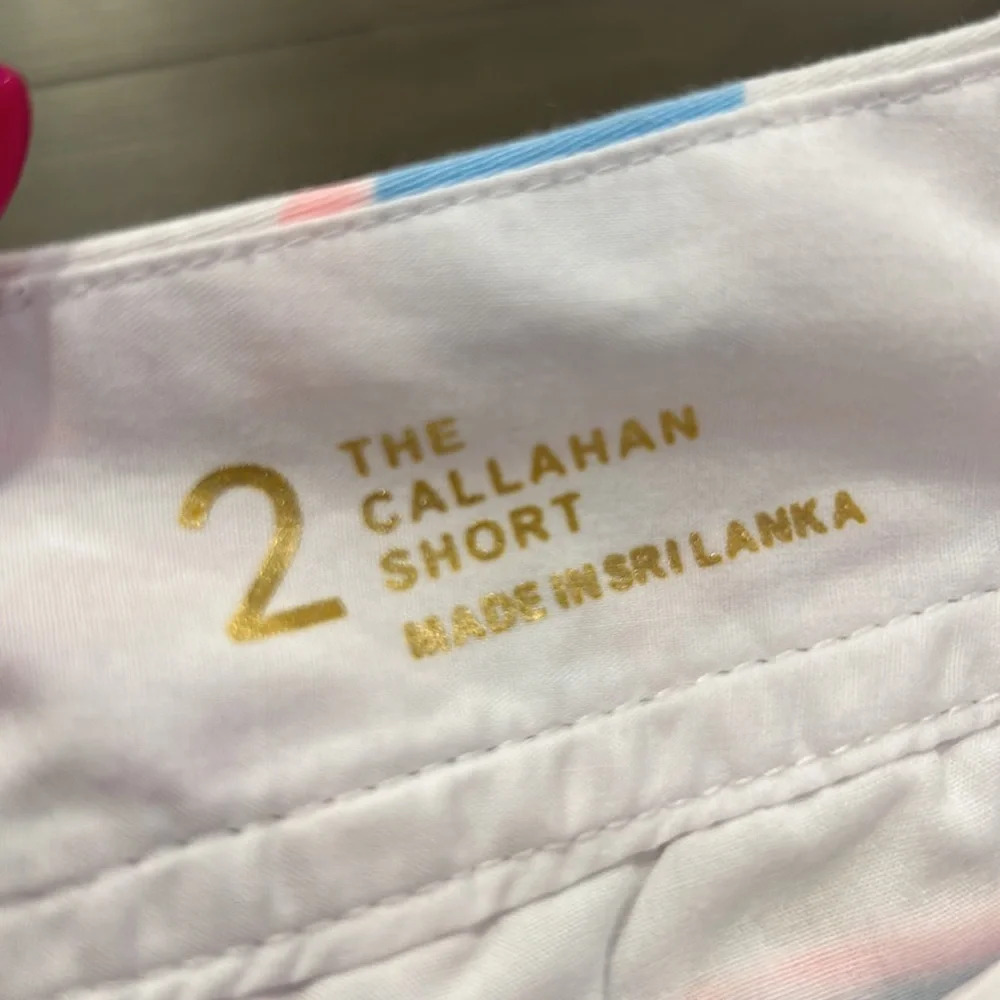 2
THE
CALLAHAN
SHORT
MADE IN SRI LANKA